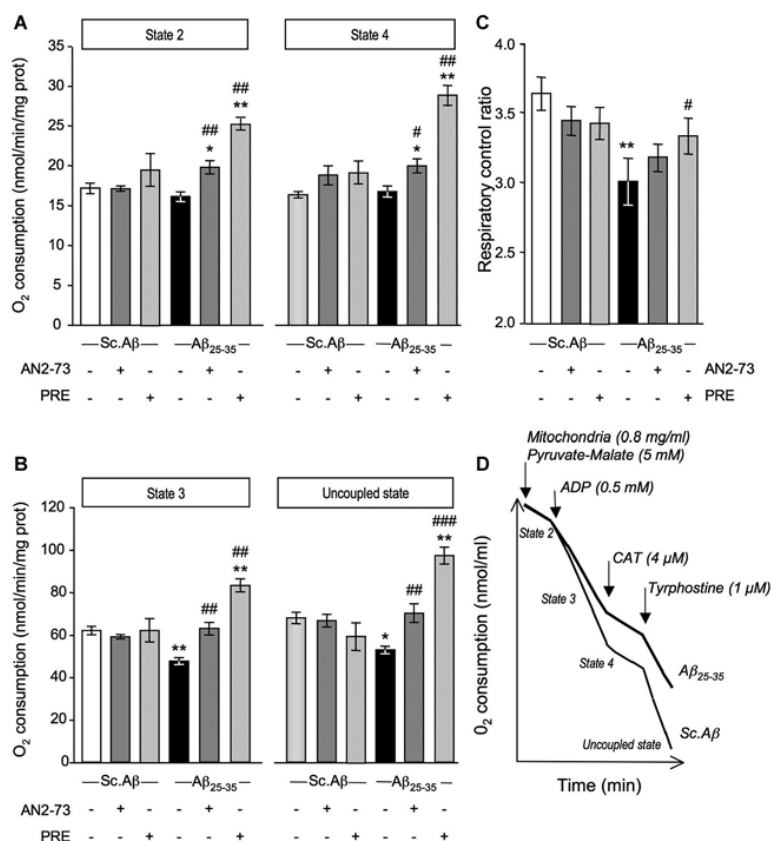 A
State 2
State 4
O2 consumption (nmol/min/mg prot)
35
30
25
20
15
10
5
0
##
**
##
*
##
**
#
*
—Sc.Aβ— —Aβ25-35 —
—Sc.Aβ— —Aβ25-35 —
AN2-73 - + - - + - - + - - + -
PRE - - + - - + - - + - - +
C
Respiratory control ratio
4.0
3.5
3.0
2.5
2.0
**
#
—Sc.Aβ— —Aβ25-35—
- + - - + - AN2-73
- - + - - + PRE
B
State 3
Uncoupled state
O2 consumption (nmol/min/mg prot)
120
100
80
60
40
20
0
**
##
##
**
*
##
###
**
—Sc.Aβ— —Aβ25-35 —
—Sc.Aβ— —Aβ25-35 —
AN2-73 - + - - + - - + - - + -
PRE - - + - - + - - + - - +
D
Mitochondria (0.8 mg/ml)
Pyruvate-Malate (5 mM)
ADP (0.5 mM)
CAT (4 µM)
Tyrphostine (1 µM)
State 2
State 3
State 4
Uncoupled state
Aβ25-35
Sc.Aβ
02 consumption (nmol/ml)
Time (min)